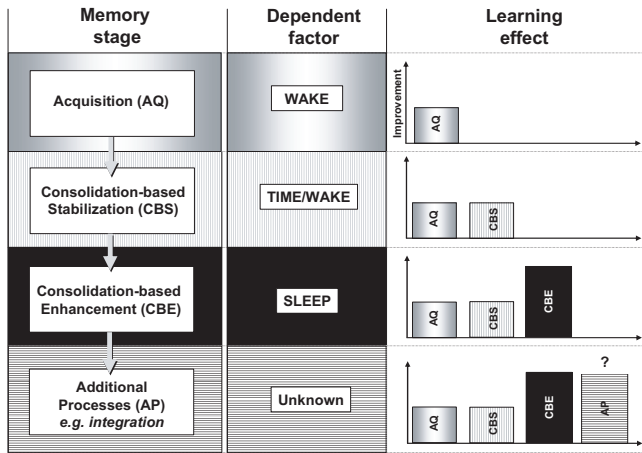 Memory
stage
Dependent
factor
Learning
effect
Acquisition (AQ)
WAKE
Improvement
AQ
Consolidation-based
Stabilization (CBS)
TIME/WAKE
AQ
CBS
Consolidation-based
Enhancement (CBE)
SLEEP
AQ
CBS
CBE
Additional
Processes (AP)
e.g. integration
Unknown
AQ
CBS
CBE
?
AP